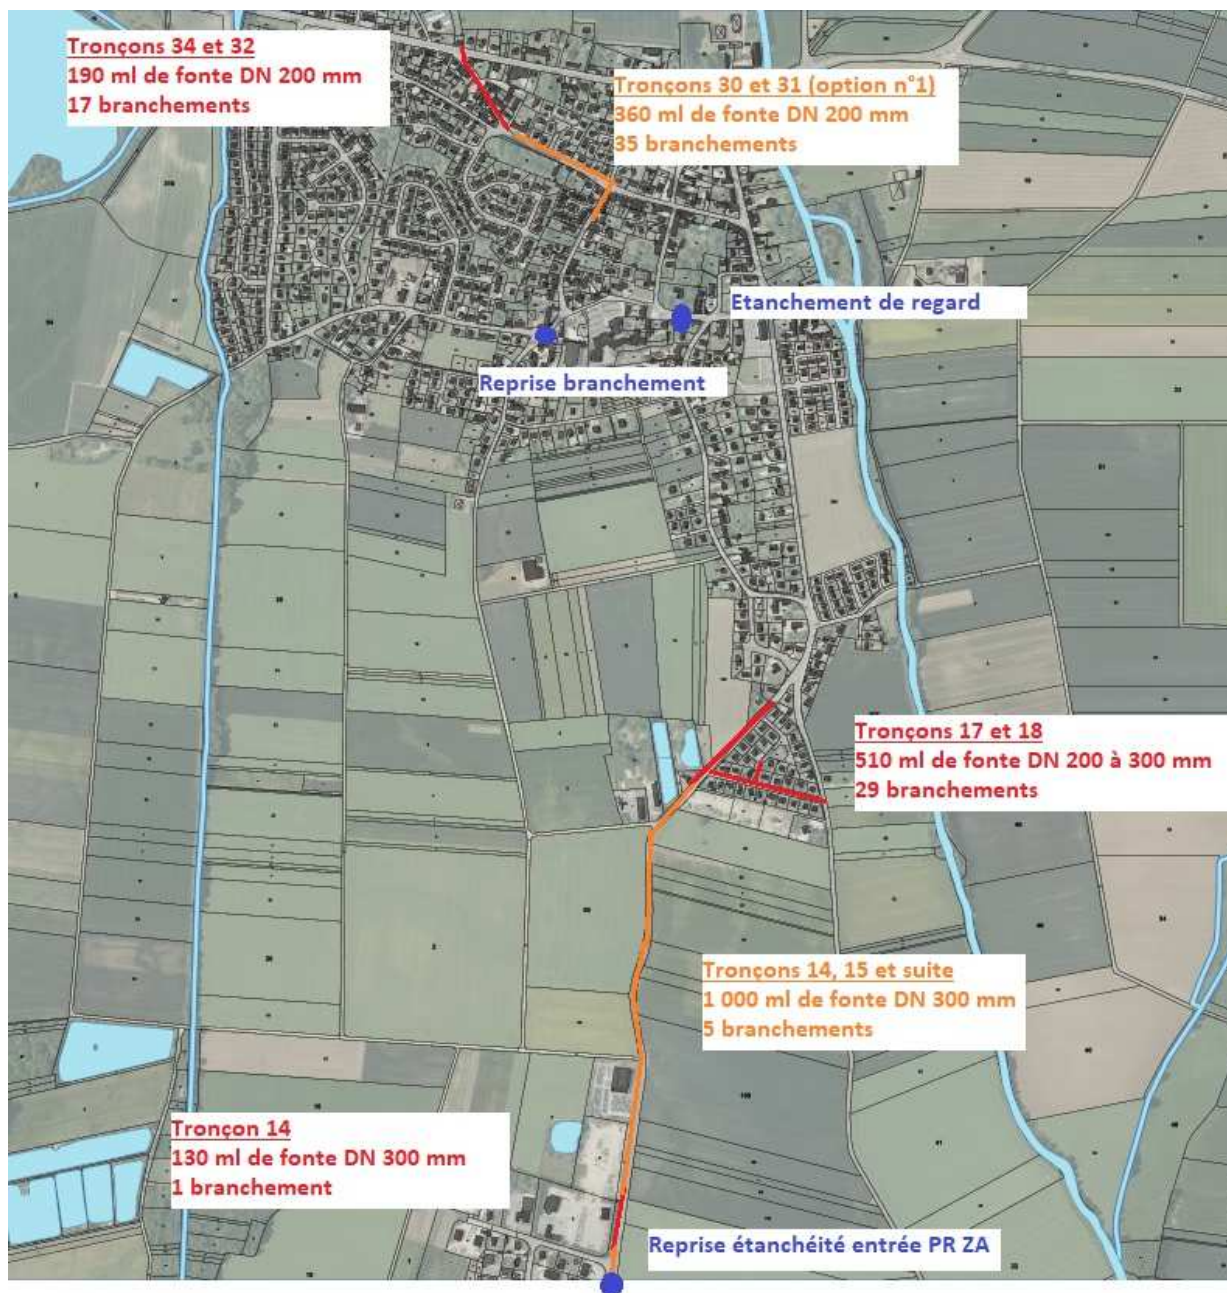 Tronçons 34 et 32
190 ml de fonte DN 200 mm
17 branchements
Tronçons 30 et 31 (option n°1)
360 ml de fonte DN 200 mm
35 branchements
Etanchement de regard
Reprise branchement
Tronçons 17 et 18
510 ml de fonte DN 200 à 300 mm
29 branchements
Tronçons 14, 15 et suite
1 000 ml de fonte DN 300 mm
5 branchements
Tronçon 14
130 ml de fonte DN 300 mm
1 branchement
Reprise étanchéité entrée PR ZA